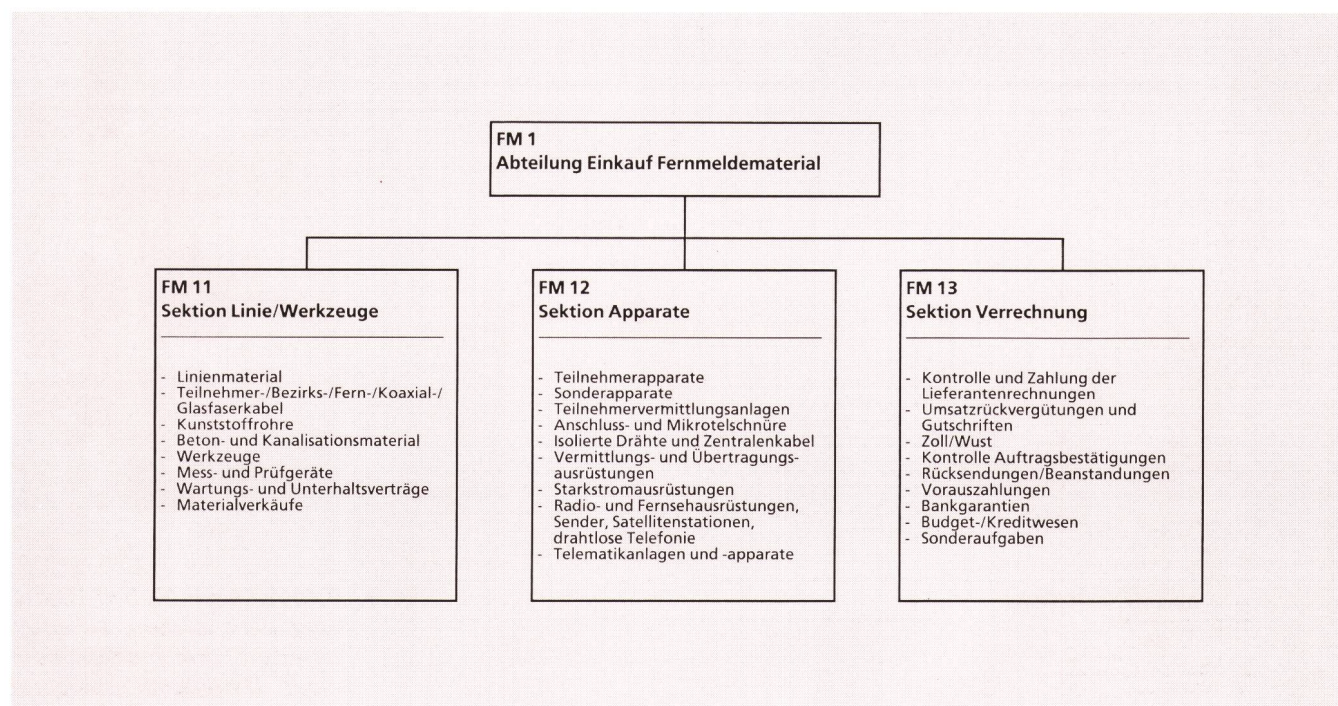 FM 1
Abteilung Einkauf Fernmeldematerial
FM 11
Sektion Linie/Werkzeuge
- Linienmaterial
- Teilnehmer-/Bezirks-/Fern-/Koaxial-/
Glasfaserkabel
- Kunststoffrohre
- Beton- und Kanalisationsmaterial
- Werkzeuge
- Mess- und Prüfgeräte
- Wartungs- und Unterhaltsverträge
- Materialverkäufe
FM 12
Sektion Apparate
- Teilnehmerapparate
- Sonderapparate
- Teilnehmervermittlungsanlagen
- Anschluss- und Mikrotelschnüre
- Isolierte Drähte und Zentralenkabel
- Vermittlungs- und Übertragungs-
ausrüstungen
- Starkstromausrüstungen
- Radio- und Fernsehausrüstungen,
Sender, Satellitenstationen,
drahtlose Telefonie
- Telematikanlagen und -apparate
FM 13
Sektion Verrechnung
- Kontrolle und Zahlung der
Lieferantenrechnungen
- Umsatzrückvergütungen und
Gutschriften
- Zoll/Wust
- Kontrolle Auftragsbestätigungen
- Rücksendungen/Beanstandungen
- Vorauszahlungen
- Bankgarantien
- Budget-/Kreditwesen
- Sonderaufgaben